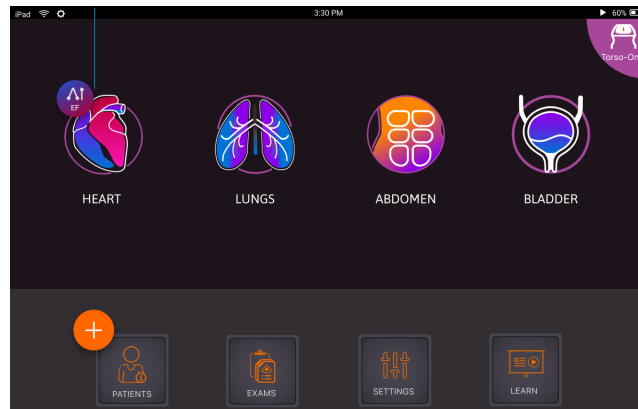 iPad 3:30 PM 60%
Torso-On
AI
EF
HEART LUNGS ABDOMEN BLADDER
+
PATIENTS EXAMS SETTINGS LEARN